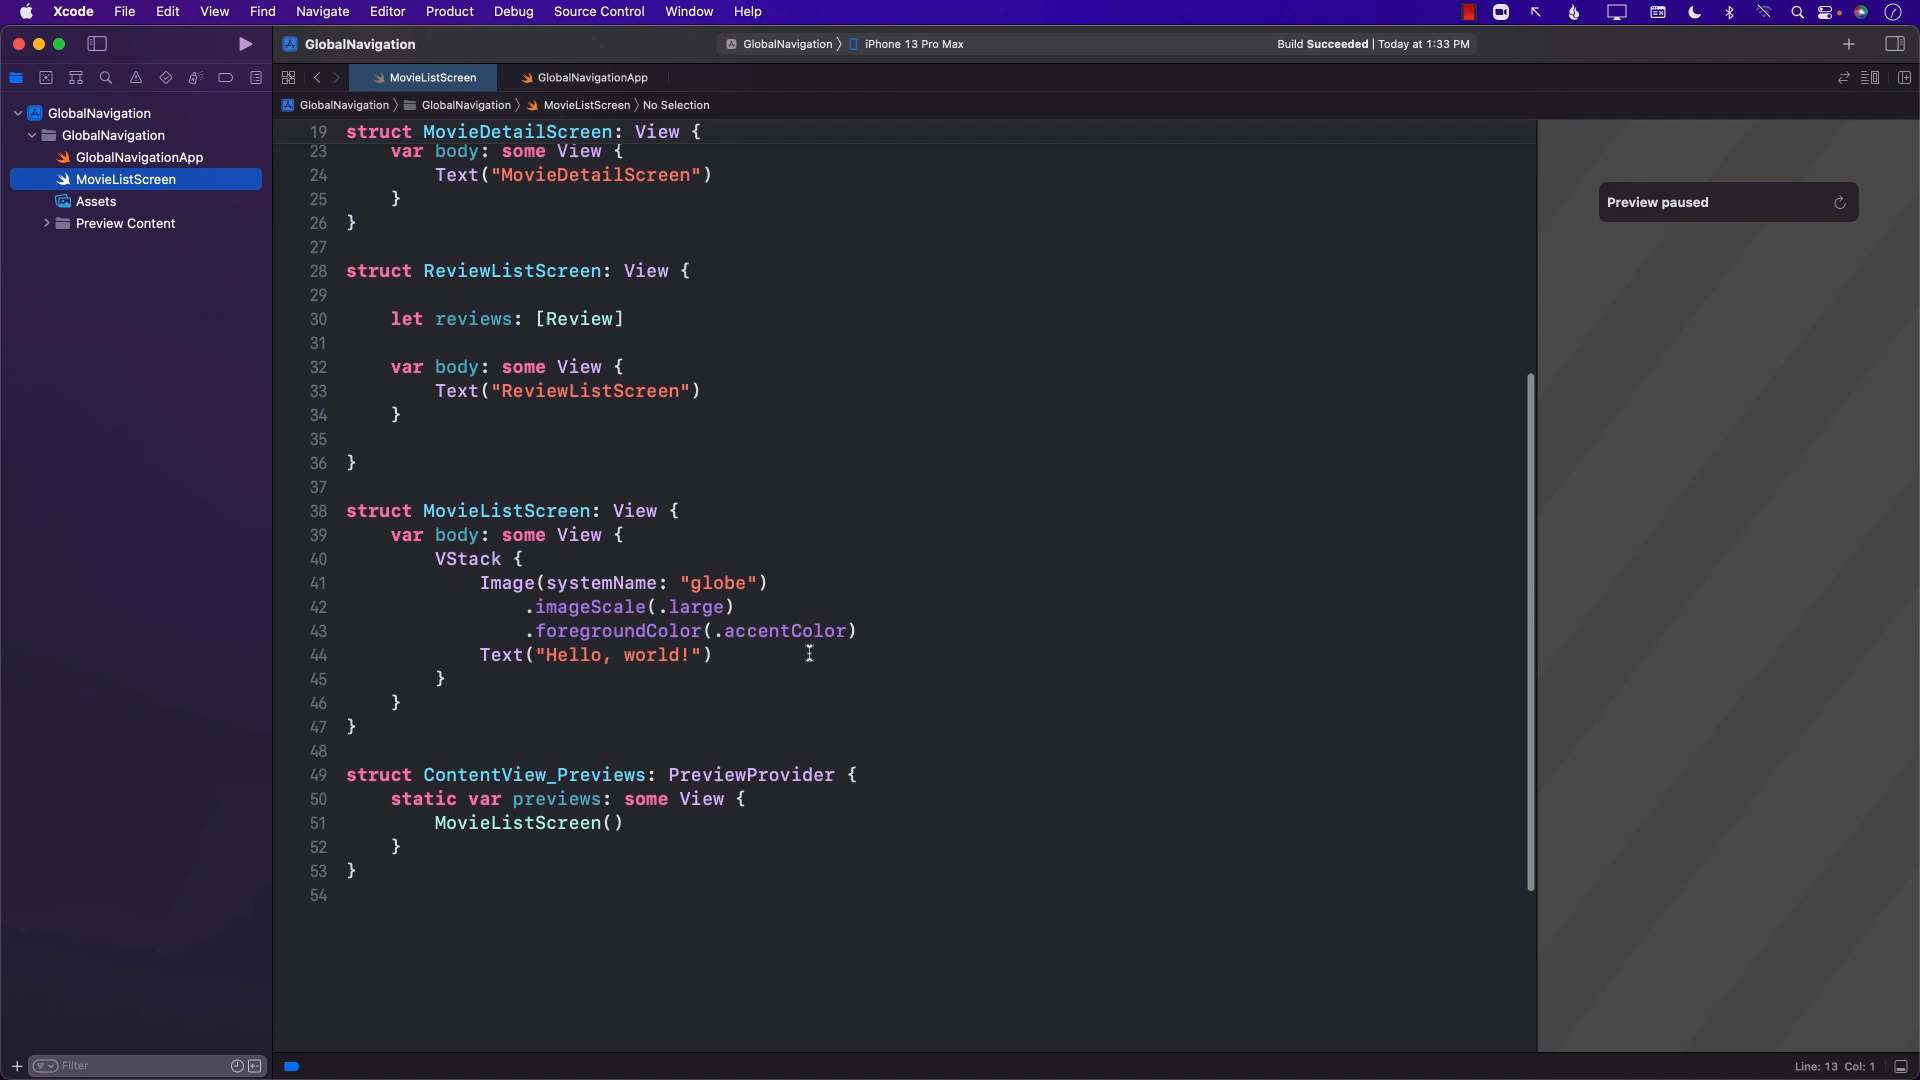 Xcode File Edit View Find Navigate Editor Product Debug Source Control Window Help
GlobalNavigation GlobalNavigation iPhone 13 Pro Max Build Succeeded | Today at 1:33 PM
MovieListScreen GlobalNavigationApp
GlobalNavigation GlobalNavigation MovieListScreen No Selection
GlobalNavigation
GlobalNavigation
GlobalNavigationApp
MovieListScreen
Assets
Preview Content
19 struct MovieDetailScreen: View {
23 var body: some View {
24 Text("MovieDetailScreen")
25 }
26 }
27
28 struct ReviewListScreen: View {
29
30 let reviews: [Review]
31
32 var body: some View {
33 Text("ReviewListScreen")
34 }
35
36 }
37
38 struct MovieListScreen: View {
39 var body: some View {
40 VStack {
41 Image(systemName: "globe")
42 .imageScale(.large)
43 .foregroundColor(.accentColor)
44 Text("Hello, world!")
45 }
46 }
47 }
48
49 struct ContentView_Previews: PreviewProvider {
50 static var previews: some View {
51 MovieListScreen()
52 }
53 }
54
Preview paused
Filter
Line: 13 Col: 1